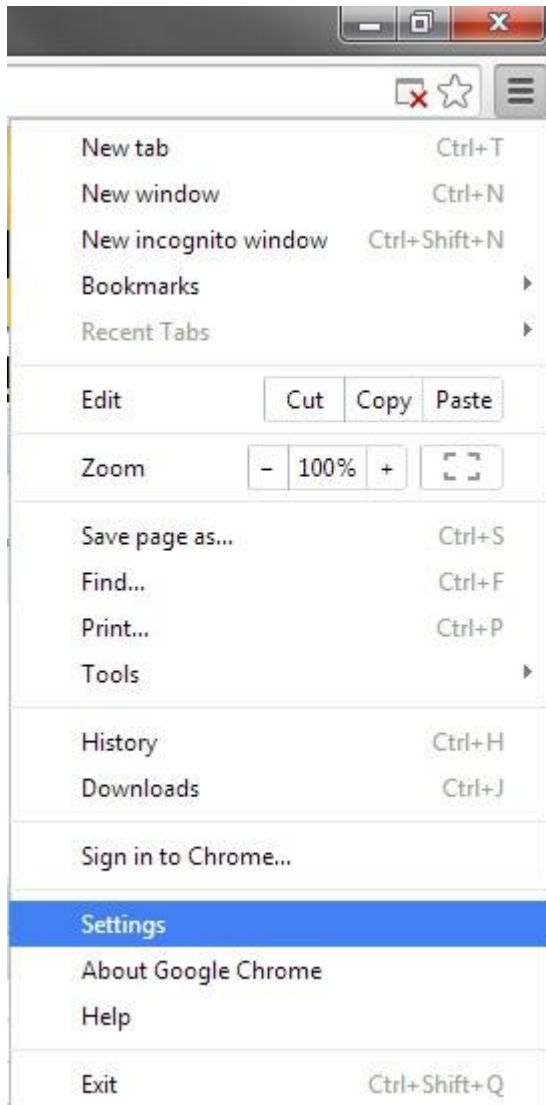 New tab Ctrl+T
New window Ctrl+N
New incognito window Ctrl+Shift+N
Bookmarks
Recent Tabs
Edit Cut Copy Paste
Zoom - 100% +
Save page as... Ctrl+S
Find... Ctrl+F
Print... Ctrl+P
Tools
History Ctrl+H
Downloads Ctrl+J
Sign in to Chrome...
Settings
About Google Chrome
Help
Exit Ctrl+Shift+Q